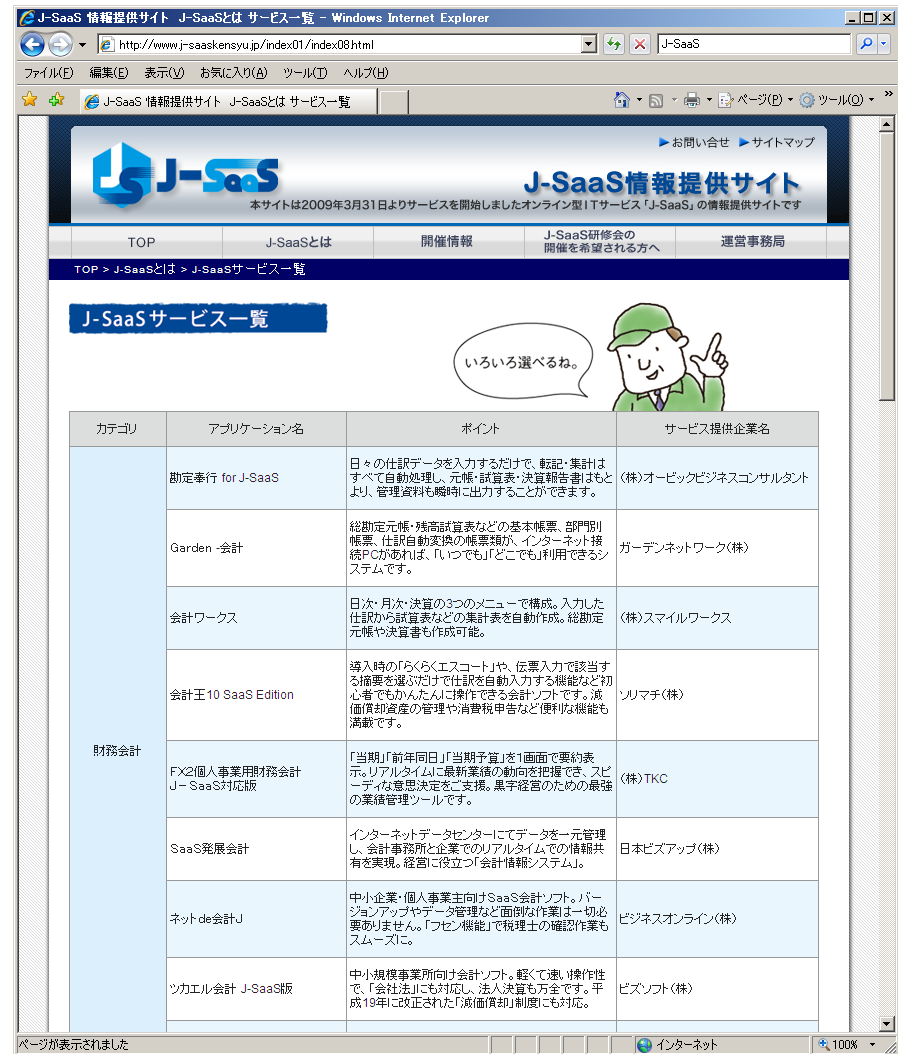 J-SaaS 情報提供サイト J-SaaSとは サービス一覧 - Windows Internet Explorer
http://www.j-saaskensyu.jp/index01/index08.html
J-SaaS
ファイル(F) 編集(E) 表示(V) お気に入り(A) ツール(T) ヘルプ(H)
J-SaaS 情報提供サイト J-SaaSとは サービス一覧
ページ(P) ツール(O) »
お問い合せ サイトマップ
J-SaaS
J-SaaS情報提供サイト
本サイトは2009年3月31日よりサービスを開始しましたオンライン型ITサービス「J-SaaS」の情報提供サイトです
TOP
J-SaaSとは
開催情報
J-SaaS研修会の
開催を希望される方へ
運営事務局
TOP > J-SaaSとは > J-SaaSサービス一覧
J-SaaSサービス一覧
いろいろ選べるね。
カテゴリ アプリケーション名 ポイント サービス提供企業名
財務会計
勘定奉行 for J-SaaS
日々の仕訳データを入力するだけで、転記・集計は
すべて自動処理し、元帳・試算表・決算報告書はもと
より、管理資料も瞬時に出力することができます。
(株)オービックビジネスコンサルタント
Garden -会計
総勘定元帳・残高試算表などの基本帳票、部門別
帳票、仕訳自動変換の帳票類が、インターネット接
続PCがあれば、「いつでも」「どこでも」利用できるシ
ステムです。
ガーデンネットワーク(株)
会計ワークス
日次・月次・決算の3つのメニューで構成。入力した
仕訳から試算表などの集計表を自動作成。総勘定
元帳や決算書も作成可能。
(株)スマイルワークス
会計王10 SaaS Edition
導入時の「らくらくエスコート」や、伝票入力で該当す
る摘要を選ぶだけで仕訳を自動入力する機能など初
心者でもかんたんに操作できる会計ソフトです。減
価償却資産の管理や消費税申告など便利な機能も
満載です。
ソリマチ(株)
FX2個人事業用財務会計
J－SaaS対応版
「当期」「前年同日」「当期予算」を1画面で要約表
示。リアルタイムに最新業績の動向を把握でき、スピ
ーディな意思決定をご支援。黒字経営のための最強
の業績管理ツールです。
(株)TKC
SaaS発展会計
インターネットデータセンターにてデータを一元管理
し、会計事務所と企業でのリアルタイムでの情報共
有を実現。経営に役立つ「会計情報システム」。
日本ビズアップ(株)
ネットde会計J
中小企業・個人事業主向けSaaS会計ソフト。バー
ジョンアップやデータ管理など面倒な作業は一切必
要ありません。「フセン機能」で税理士の確認作業も
スムーズに。
ビジネスオンライン(株)
ツカエル会計 J-SaaS版
中小規模事業所向け会計ソフト。軽くて速い操作性
で、「会社法」にも対応し、法人決算も万全です。平
成19年に改正された「減価償却」制度にも対応。
ビズソフト(株)
ページが表示されました
インターネット
100%